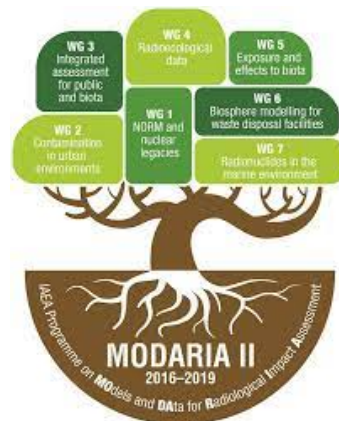 WG 3
Integrated
assessment
for public
and biota
WG 4
Radioecological
data
WG 5
Exposure and
effects to biota
WG 2
Contamination
in urban
environments
WG 1
NORM and
nuclear
legacies
WG 6
Biosphere modelling for
waste disposal facilities
WG 7
Radionuclides in the
marine environment
MODARIA II
2016–2019
IAEA Programme on MOdels and DAta for Radiological Impact Assessment